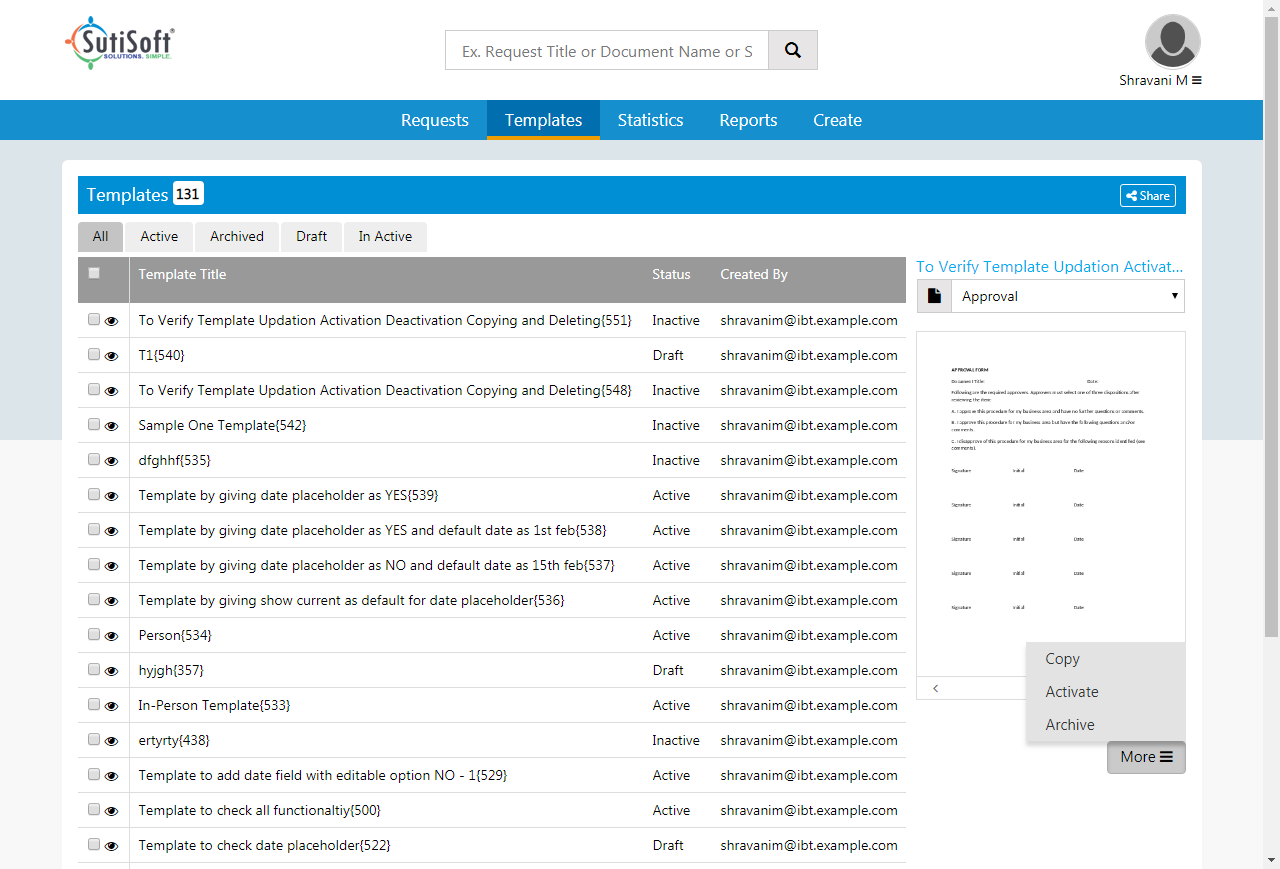 SutiSoft®
SOLUTIONS. SIMPLE.
Ex. Request Title or Document Name or S
Shravani M
Requests Templates Statistics Reports Create
Templates 131
Share
All Active Archived Draft In Active
Template Title Status Created By
To Verify Template Updation Activation Deactivation Copying and Deleting{551} Inactive shravanim@ibt.example.com
T1{540} Draft shravanim@ibt.example.com
To Verify Template Updation Activation Deactivation Copying and Deleting{548} Inactive shravanim@ibt.example.com
Sample One Template{542} Inactive shravanim@ibt.example.com
dfghhf{535} Inactive shravanim@ibt.example.com
Template by giving date placeholder as YES{539} Active shravanim@ibt.example.com
Template by giving date placeholder as YES and default date as 1st feb{538} Active shravanim@ibt.example.com
Template by giving date placeholder as NO and default date as 15th feb{537} Active shravanim@ibt.example.com
Template by giving show current as default for date placeholder{536} Active shravanim@ibt.example.com
Person{534} Active shravanim@ibt.example.com
hyjgh{357} Draft shravanim@ibt.example.com
In-Person Template{533} Active shravanim@ibt.example.com
ertyrty{438} Inactive shravanim@ibt.example.com
Template to add date field with editable option NO - 1{529} Active shravanim@ibt.example.com
Template to check all functionaltiy{500} Active shravanim@ibt.example.com
Template to check date placeholder{522} Draft shravanim@ibt.example.com
To Verify Template Updation Activat...
Approval
APPROVAL FORM
Document Title: Date:
Following are the required approvers. Approvers must select one of three dispositions after
reviewing the item:
A. I approve this procedure for my business area and have no further questions or comments.
B. I approve this procedure for my business area but have the following questions and/or
comments.
C. I disapprove of this procedure for my business area for the following reasons identified (see
comments).
Signature Initial Date
Signature Initial Date
Signature Initial Date
Signature Initial Date
Signature Initial Date
Copy
Activate
Archive
More